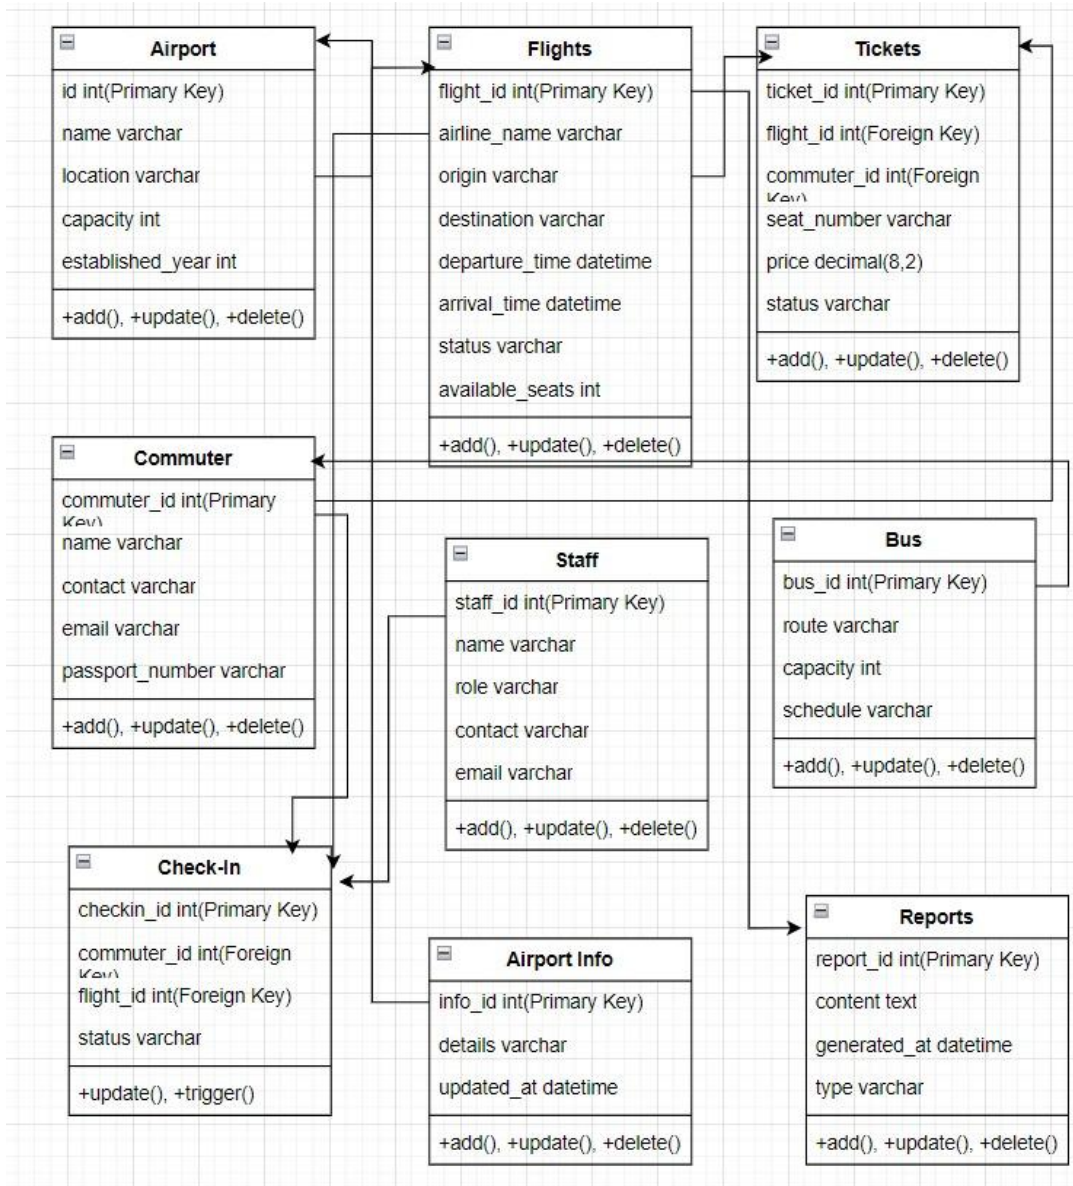 Airport
id int(Primary Key)
name varchar
location varchar
capacity int
established_year int
+add(), +update(), +delete()
Flights
flight_id int(Primary Key)
airline_name varchar
origin varchar
destination varchar
departure_time datetime
arrival_time datetime
status varchar
available_seats int
+add(), +update(), +delete()
Tickets
ticket_id int(Primary Key)
flight_id int(Foreign Key)
commuter_id int(Foreign
Key)
seat_number varchar
price decimal(8,2)
status varchar
+add(), +update(), +delete()
Commuter
commuter_id int(Primary
Key)
name varchar
contact varchar
email varchar
passport_number varchar
+add(), +update(), +delete()
Staff
staff_id int(Primary Key)
name varchar
role varchar
contact varchar
email varchar
+add(), +update(), +delete()
Bus
bus_id int(Primary Key)
route varchar
capacity int
schedule varchar
+add(), +update(), +delete()
Check-In
checkin_id int(Primary Key)
commuter_id int(Foreign
Key)
flight_id int(Foreign Key)
status varchar
+update(), +trigger()
Airport Info
info_id int(Primary Key)
details varchar
updated_at datetime
+add(), +update(), +delete()
Reports
report_id int(Primary Key)
content text
generated_at datetime
type varchar
+add(), +update(), +delete()